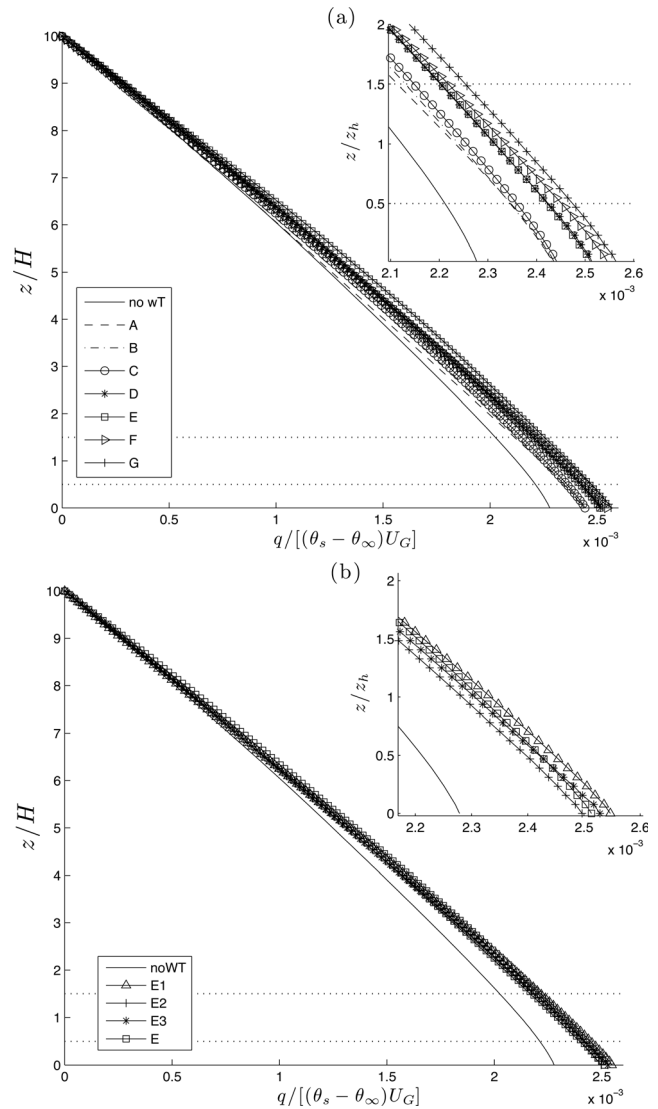 (a)
10
9
8
7
6
5
4
3
2
1
0
z/H
0
0.5
1
1.5
2
2.5
x 10⁻³
q/[(θₛ − θ∞)U_G]
no wT
A
B
C
D
E
F
G
2
1.5
1
0.5
z/zₕ
2.1
2.2
2.3
2.4
2.5
2.6
x 10⁻³
(b)
10
9
8
7
6
5
4
3
2
1
0
z/H
0
0.5
1
1.5
2
2.5
x 10⁻³
q/[(θₛ − θ∞)U_G]
noWT
E1
E2
E3
E
2
1.5
1
0.5
0
z/zₕ
2.2
2.3
2.4
2.5
2.6
x 10⁻³